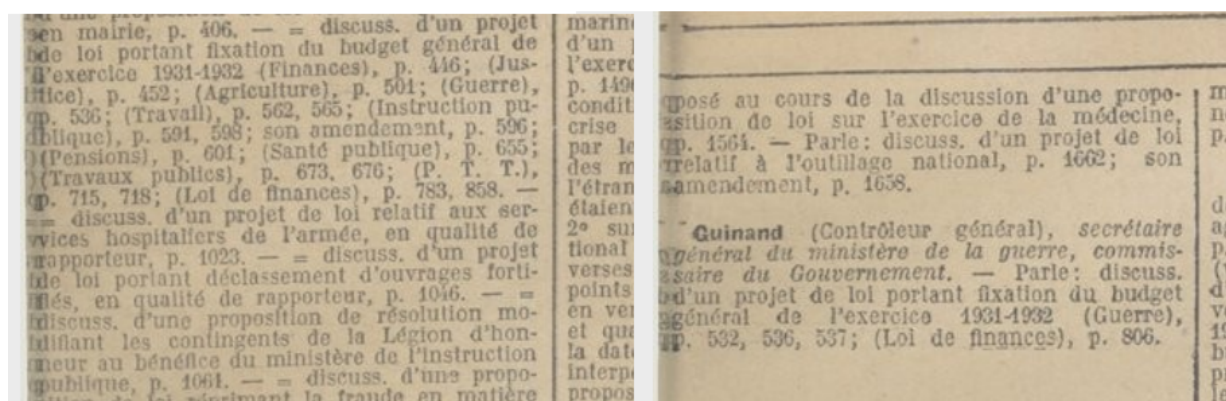 en mairie, p. 406. — = discuss. d'un projet
de loi portant fixation du budget général de
l'exercice 1931-1932 (Finances), p. 446; (Jus-
tice), p. 452; (Agriculture), p. 501; (Guerre),
p. 536; (Travail), p. 562, 565; (Instruction pu-
blique), p. 591, 598; son amendement, p. 596;
(Pensions), p. 601; (Santé publique), p. 655;
(Travaux publics), p. 673, 676; (P. T. T.),
p. 715, 718; (Loi de finances), p. 783, 858. —
= discuss. d'un projet de loi relatif aux ser-
vices hospitaliers de l'armée, en qualité de
rapporteur, p. 1023. — = discuss. d'un projet
de loi portant déclassement d'ouvrages forti-
fiés, en qualité de rapporteur, p. 1046. — =
discuss. d'une proposition de résolution mo-
difiant les contingents de la Légion d'hon-
neur au bénéfice du ministère de l'instruction
publique, p. 1061. — = discuss. d'une propo-
sition de loi réprimant la fraude en matière
marin
d'un
l'exerc
p. 149
condit
crise
par le
des m
l'étran
étaien
2° su
tional
verses
points
en ver
et qua
la dat
interp
propos
posé au cours de la discussion d'une propo-
sition de loi sur l'exercice de la médecine,
p. 1564. — Parle: discuss. d'un projet de loi
relatif à l'outillage national, p. 1662; son
amendement, p. 1658.
Guinand (Contrôleur général), secrétaire
général du ministère de la guerre, commis-
saire du Gouvernement. — Parle: discuss.
d'un projet de loi portant fixation du budget
général de l'exercice 1931-1932 (Guerre),
p. 532, 536, 537; (Loi de finances), p. 806.